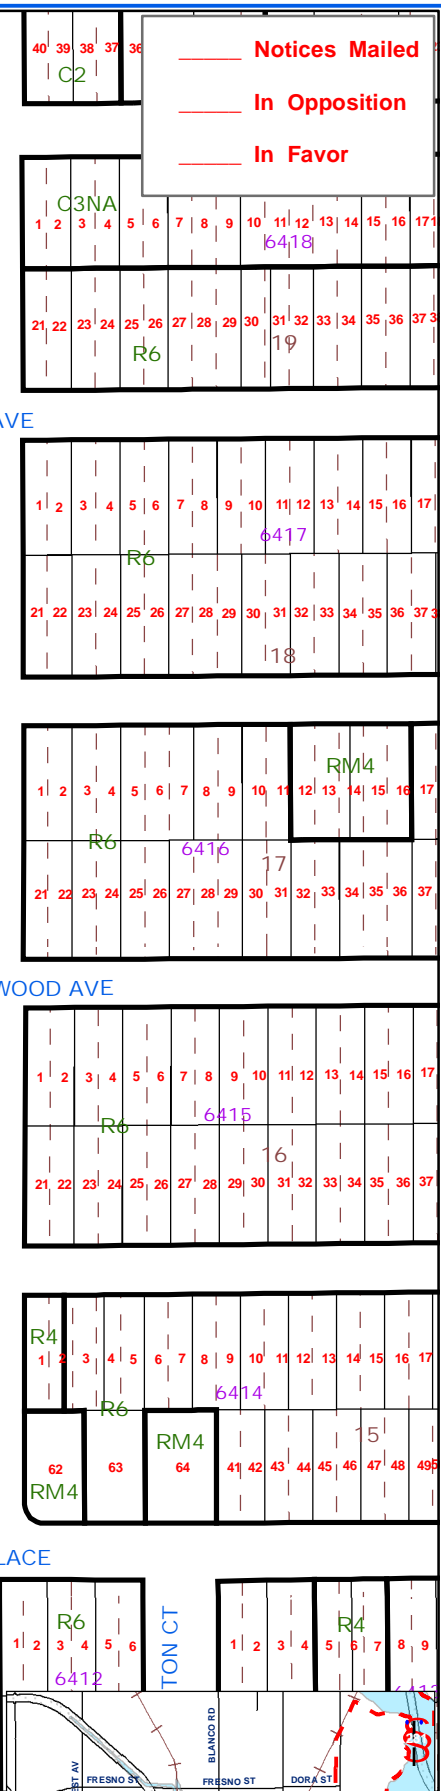 40 39 38 37 36
C2
_____ Notices Mailed
_____ In Opposition
_____ In Favor
C3NA
1 2 3 4 5 6 7 8 9 10 11 12 13 14 15 16 17
6418
21 22 23 24 25 26 27 28 29 30 31 32 33 34 35 36 37
19
R6
AVE
1 2 3 4 5 6 7 8 9 10 11 12 13 14 15 16 17
6417
R6
21 22 23 24 25 26 27 28 29 30 31 32 33 34 35 36 37
18
RM4
1 2 3 4 5 6 7 8 9 10 11 12 13 14 15 16 17
R6
6416
17
21 22 23 24 25 26 27 28 29 30 31 32 33 34 35 36 37
WOOD AVE
1 2 3 4 5 6 7 8 9 10 11 12 13 14 15 16 17
6415
R6
16
21 22 23 24 25 26 27 28 29 30 31 32 33 34 35 36 37
R4
1 2 3 4 5 6 7 8 9 10 11 12 13 14 15 16 17
6414
R6
15
RM4
62 63 64 41 42 43 44 45 46 47 48 49
RM4
LACE
R6
R4
TON CT
1 2 3 4 5 6
1 2 3 4 5 6 7 8 9
6412
BLANCO RD
EST AV
FRESNO ST
FRESNO ST
DORA ST